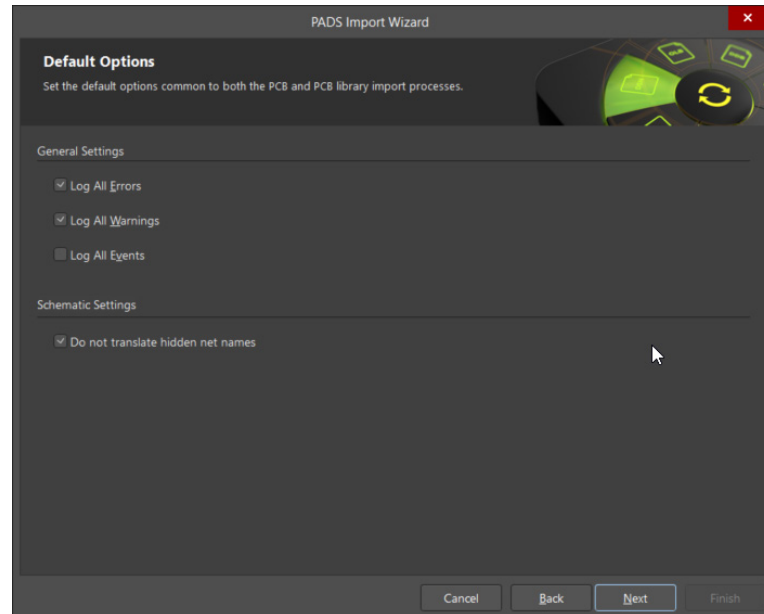 PADS Import Wizard
Default Options
Set the default options common to both the PCB and PCB library import processes.
General Settings
Log All Errors
Log All Warnings
Log All Events
Schematic Settings
Do not translate hidden net names
Cancel Back Next Finish